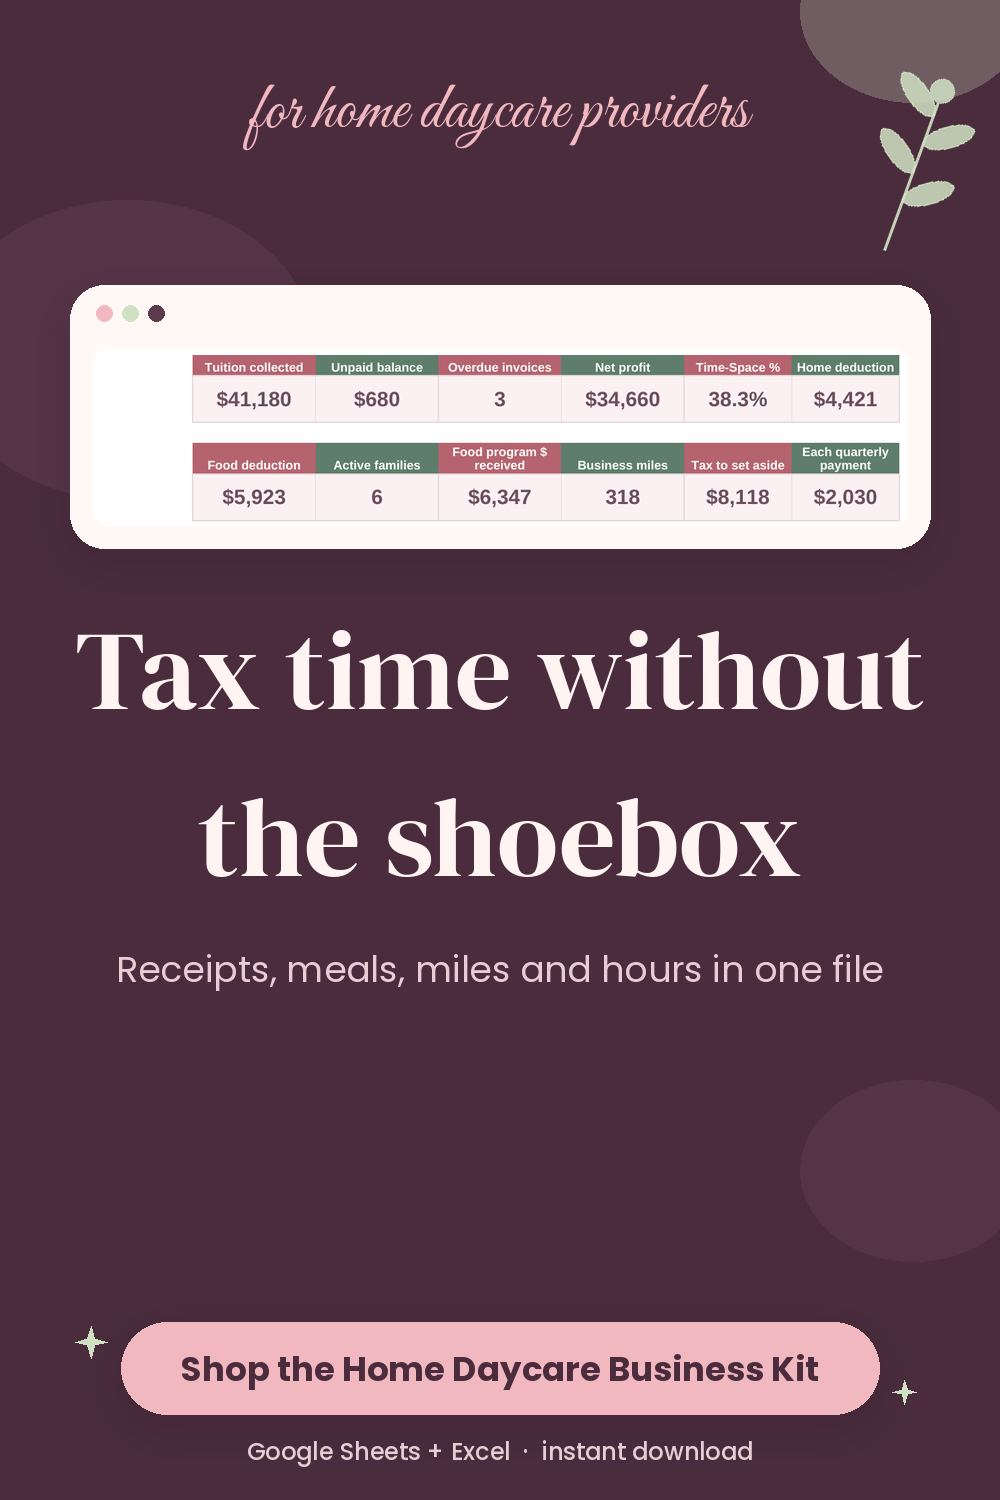 for home daycare providers
Tuition collected Unpaid balance Overdue invoices Net profit Time-Space % Home deduction
$41,180 $680 3 $34,660 38.3% $4,421
Food deduction Active families Food program $ received Business miles Tax to set aside Each quarterly payment
$5,923 6 $6,347 318 $8,118 $2,030
Tax time without
the shoebox
Receipts, meals, miles and hours in one file
Shop the Home Daycare Business Kit
Google Sheets + Excel · instant download